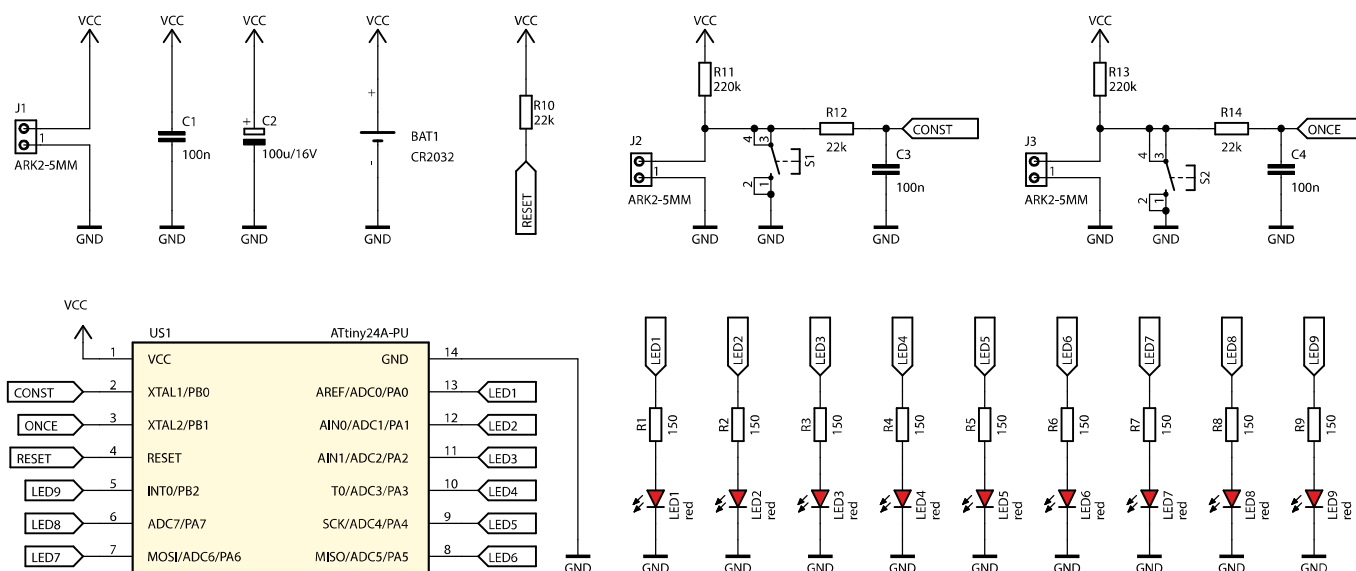 VCC VCC VCC VCC VCC VCC VCC
J1
1
ARK2-5MM
GND
C1
100n
GND
+
C2
100u/16V
GND
+
BAT1
CR2032
-
GND
R10
22k
RESET
R11
220k
J2
1
ARK2-5MM
GND
4 3
2 1
S1
GND
R12
22k
CONST
C3
100n
GND
R13
220k
J3
1
ARK2-5MM
GND
4 3
2 1
S2
GND
R14
22k
ONCE
C4
100n
GND
VCC
US1 ATtiny24A-PU
1 VCC GND 14
CONST 2 XTAL1/PB0 AREF/ADC0/PA0 13 LED1
ONCE 3 XTAL2/PB1 AIN0/ADC1/PA1 12 LED2
RESET 4 RESET AIN1/ADC2/PA2 11 LED3
LED9 5 INT0/PB2 T0/ADC3/PA3 10 LED4
LED8 6 ADC7/PA7 SCK/ADC4/PA4 9 LED5
LED7 7 MOSI/ADC6/PA6 MISO/ADC5/PA5 8 LED6
GND
LED1 LED2 LED3 LED4 LED5 LED6 LED7 LED8 LED9
R1 150 R2 150 R3 150 R4 150 R5 150 R6 150 R7 150 R8 150 R9 150
LED1 red LED2 red LED3 red LED4 red LED5 red LED6 red LED7 red LED8 red LED9 red
GND GND GND GND GND GND GND GND GND